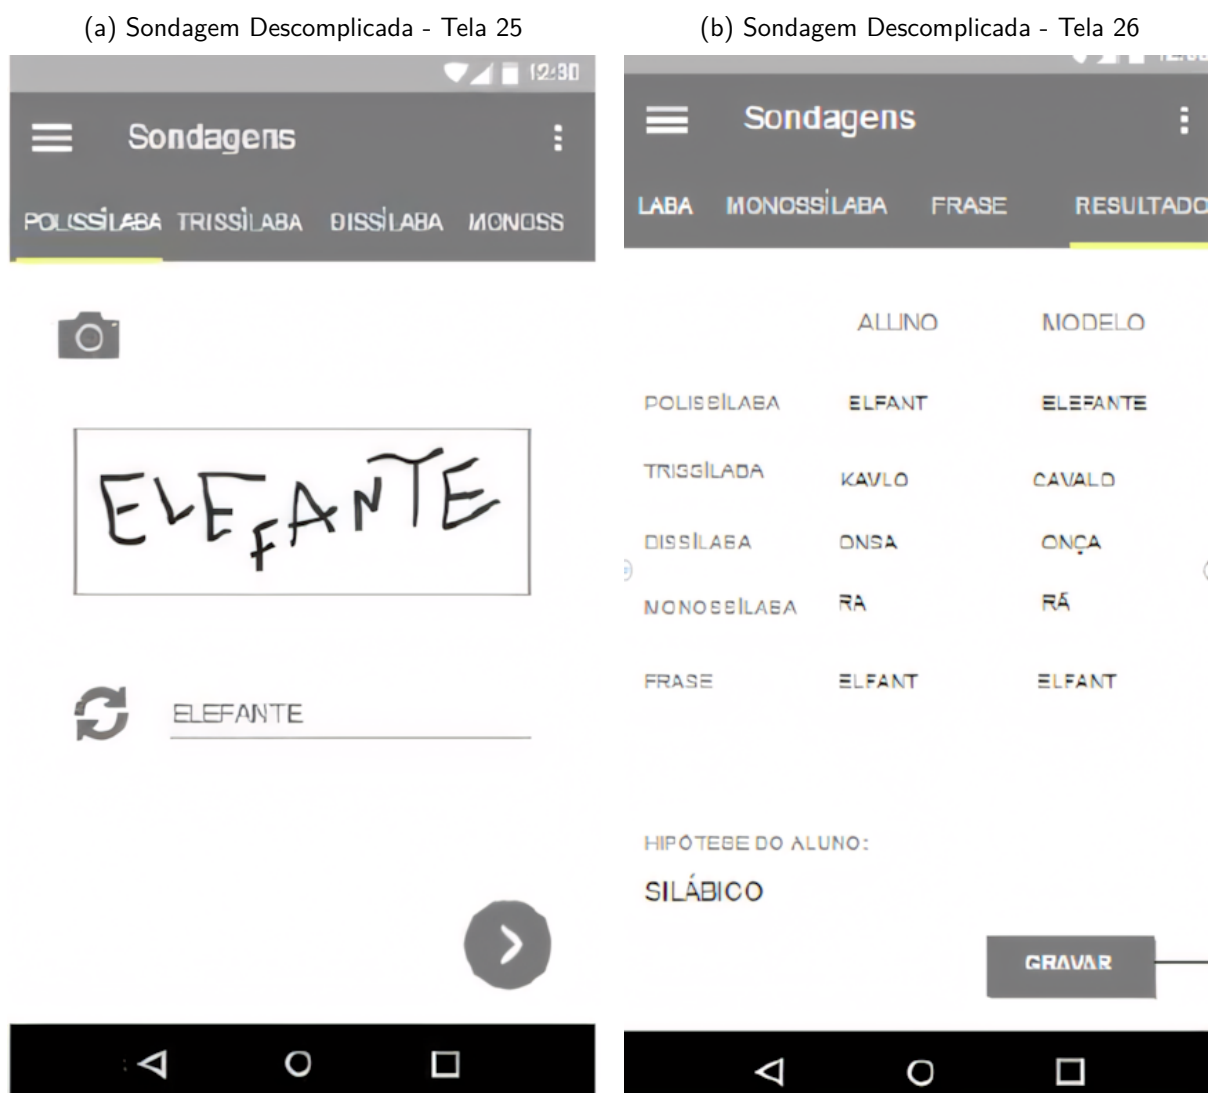 (a) Sondagem Descomplicada - Tela 25
12:30
Sondagens
POLISSÍLABA TRISSÍLABA DISSÍLABA MONOSS
ELEFANTE
ELEFANTE
(b) Sondagem Descomplicada - Tela 26
Sondagens
LABA MONOSSÍLABA FRASE RESULTADO
ALUNO MODELO
POLISSÍLABA ELFANT ELEFANTE
TRISSÍLABA KAVLO CAVALO
DISSÍLABA ONSA ONÇA
MONOSSÍLABA RA RÃ
FRASE ELFANT ELFANT
HIPÓTESE DO ALUNO:
SILÁBICO
GRAVAR